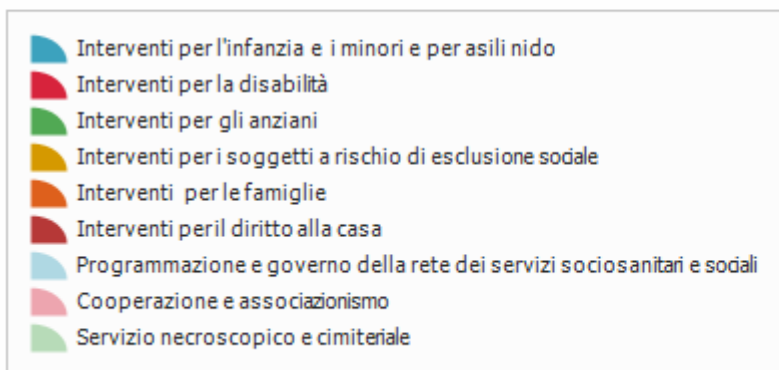 Interventi per l'infanzia e i minori e per asili nido
Interventi per la disabilità
Interventi per gli anziani
Interventi per i soggetti a rischio di esclusione sociale
Interventi per le famiglie
Interventi per il diritto alla casa
Programmazione e governo della rete dei servizi sociosanitari e sociali
Cooperazione e associazionismo
Servizio necroscopico e cimiteriale